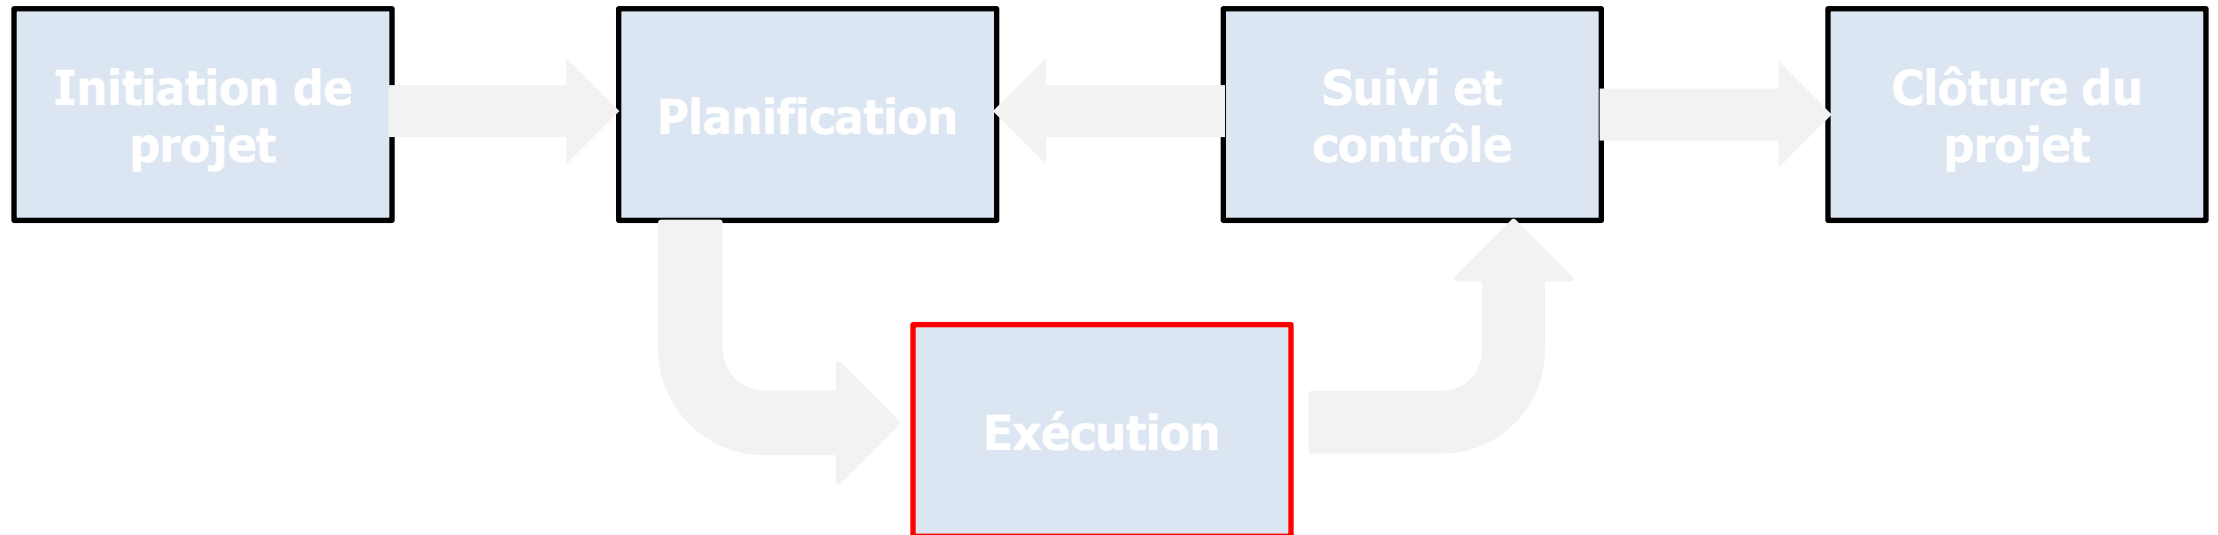 Initiation de
projet
Planification
Suivi et
contrôle
Clôture du
projet
Exécution